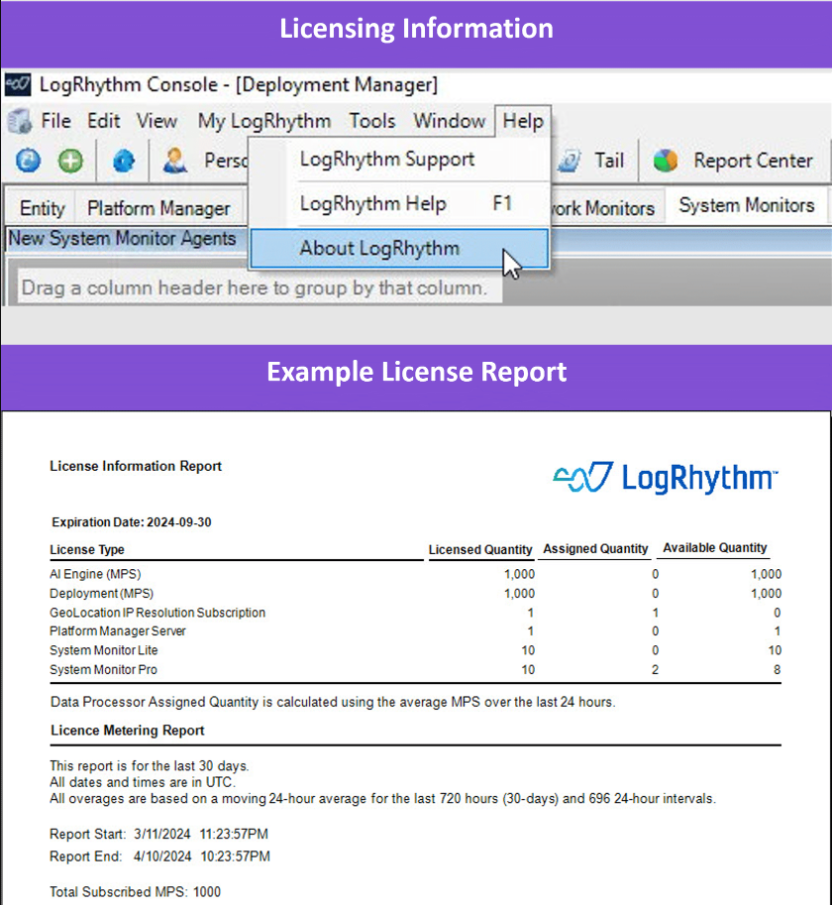 Licensing Information
LogRhythm Console - [Deployment Manager]
File Edit View My LogRhythm Tools Window Help
Perso LogRhythm Support Tail Report Center
LogRhythm Help F1
Entity Platform Manager ork Monitors System Monitors
New System Monitor Agents About LogRhythm
Drag a column header here to group by that column.
Example License Report
License Information Report
LogRhythm™
Expiration Date: 2024-09-30
License Type Licensed Quantity Assigned Quantity Available Quantity
AI Engine (MPS) 1,000 0 1,000
Deployment (MPS) 1,000 0 1,000
GeoLocation IP Resolution Subscription 1 1 0
Platform Manager Server 1 0 1
System Monitor Lite 10 0 10
System Monitor Pro 10 2 8
Data Processor Assigned Quantity is calculated using the average MPS over the last 24 hours.
Licence Metering Report
This report is for the last 30 days.
All dates and times are in UTC.
All overages are based on a moving 24-hour average for the last 720 hours (30-days) and 696 24-hour intervals.
Report Start: 3/11/2024 11:23:57PM
Report End: 4/10/2024 10:23:57PM
Total Subscribed MPS: 1000